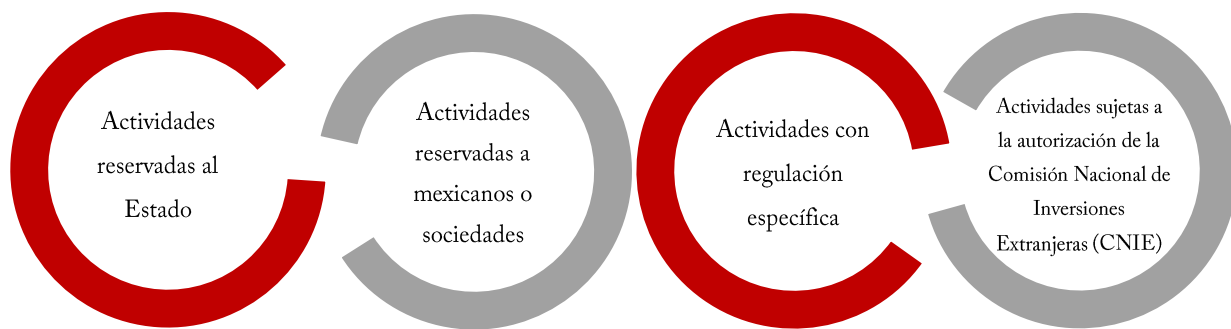 Actividades
reservadas al
Estado
Actividades
reservadas a
mexicanos o
sociedades
Actividades con
regulación
específica
Actividades sujetas a
la autorización de la
Comisión Nacional de
Inversiones
Extranjeras (CNIE)